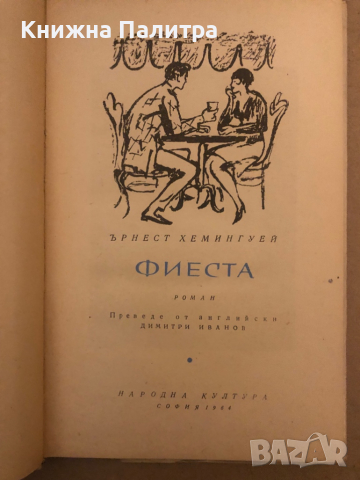 Книжна Палитра
ЪРНЕСТ ХЕМИНГУЕЙ
ФИЕСТА
РОМАН
Преведе от английски
ДИМИТРИ ИВАНОВ
НАРОДНА КУЛТУРА
СОФИЯ 1964
BAZAR